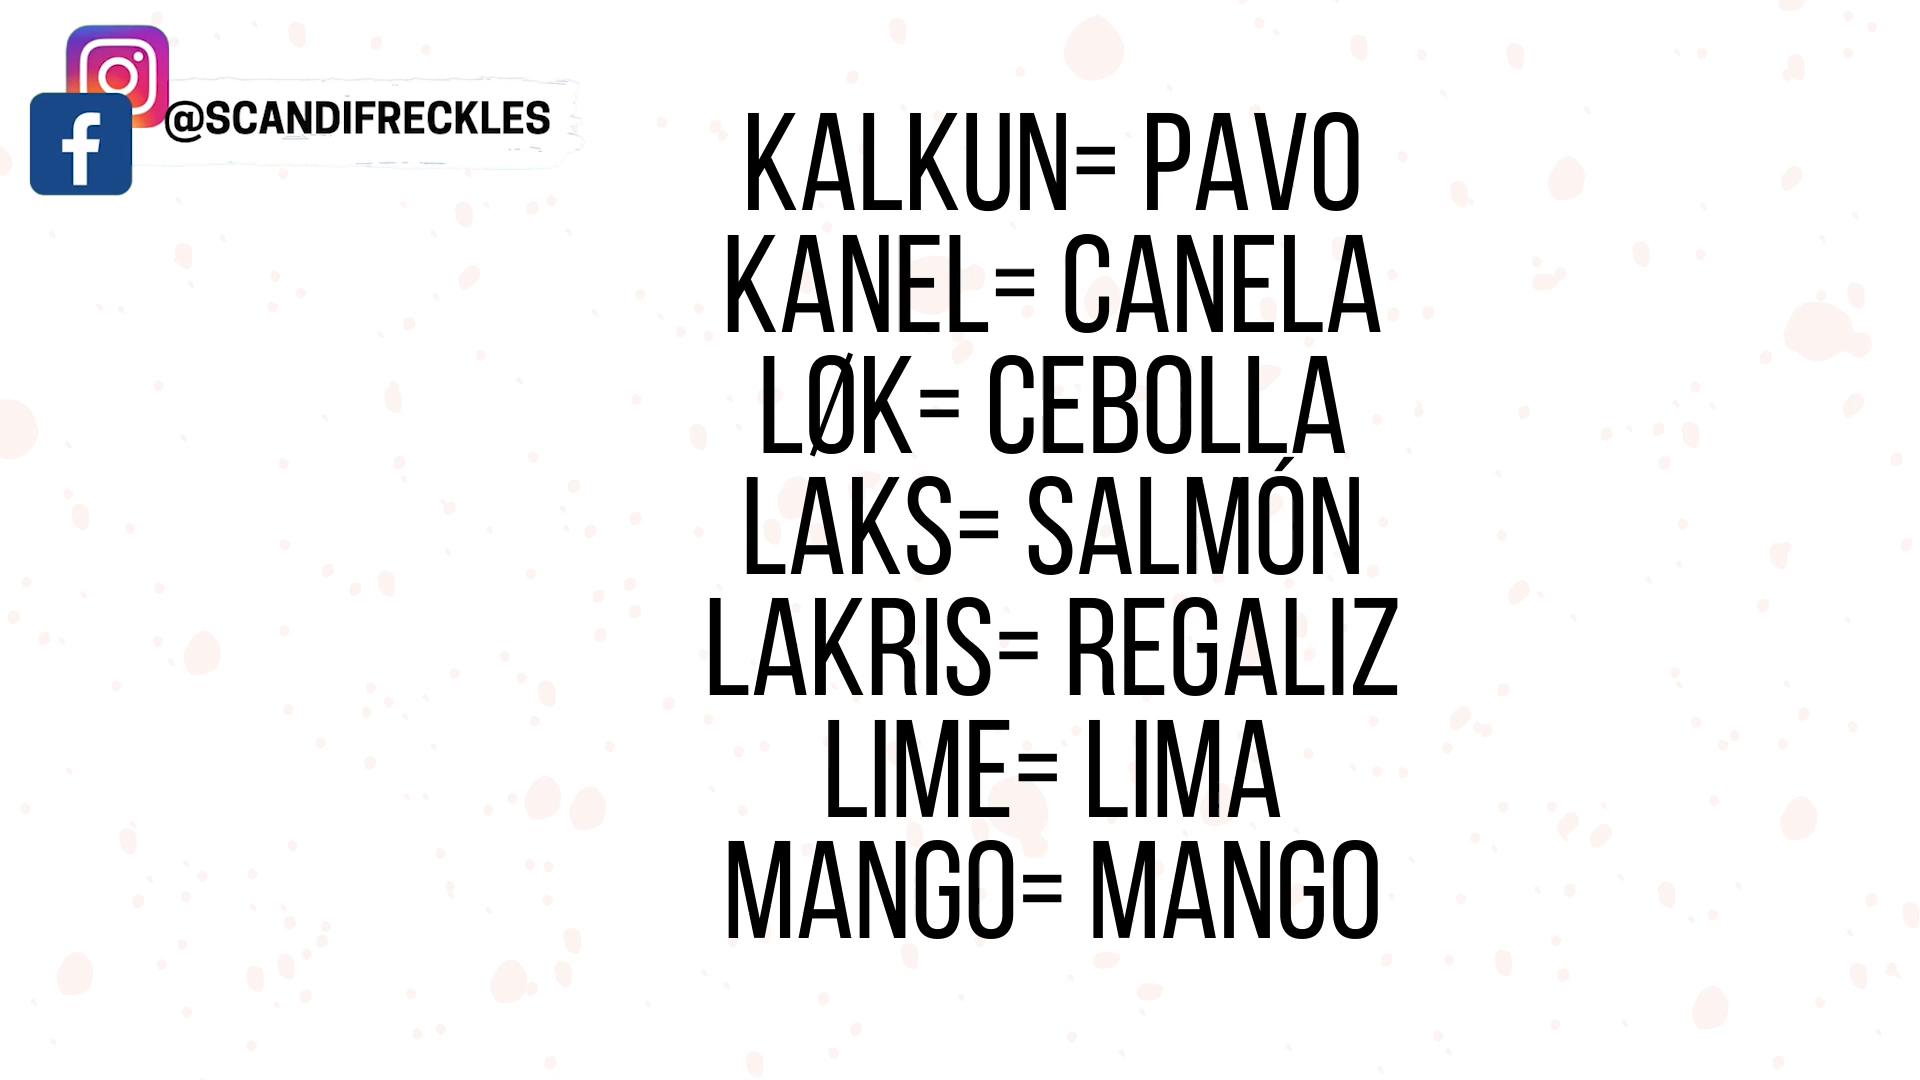 @SCANDIFRECKLES
KALKUN= PAVO
KANEL= CANELA
LØK= CEBOLLA
LAKS= SALMÓN
LAKRIS= REGALIZ
LIME= LIMA
MANGO= MANGO